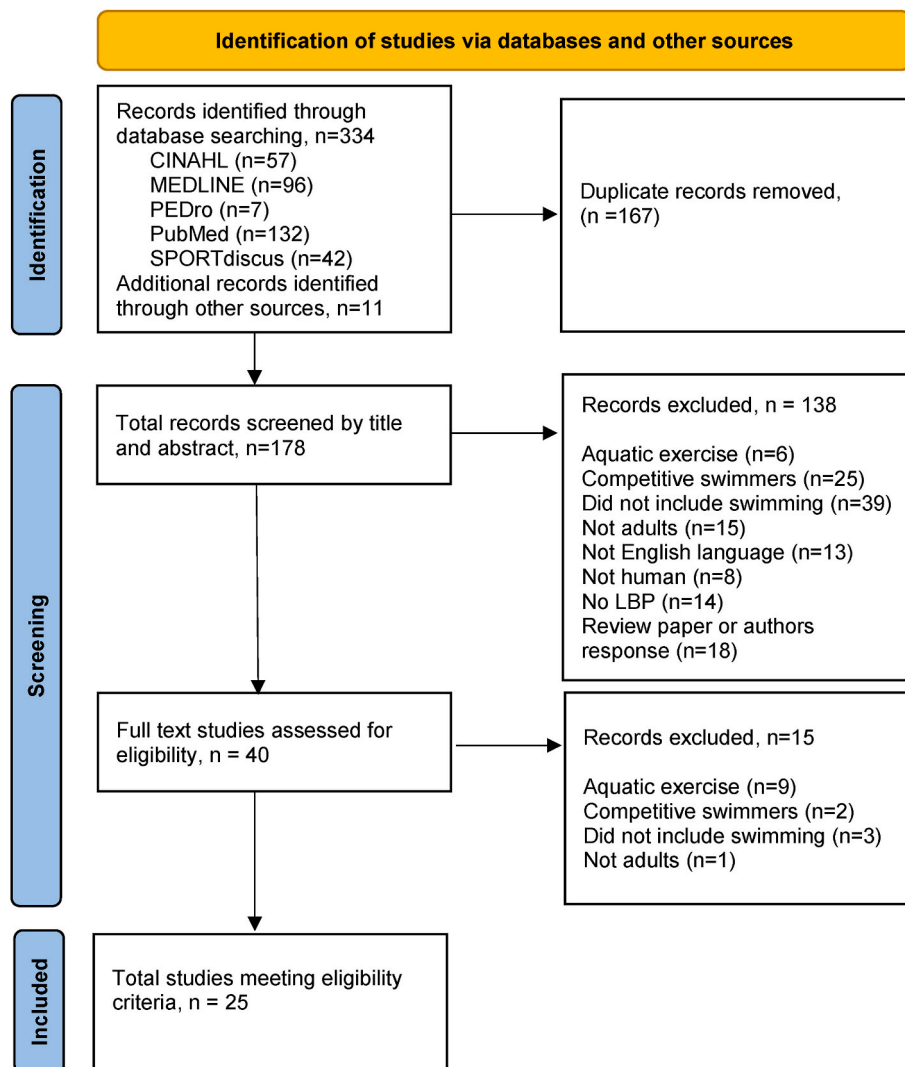 Identification of studies via databases and other sources
Identification
Records identified through
database searching, n=334
CINAHL (n=57)
MEDLINE (n=96)
PEDro (n=7)
PubMed (n=132)
SPORTdiscus (n=42)
Additional records identified
through other sources, n=11
Duplicate records removed,
(n =167)
Screening
Total records screened by title
and abstract, n=178
Records excluded, n = 138
Aquatic exercise (n=6)
Competitive swimmers (n=25)
Did not include swimming (n=39)
Not adults (n=15)
Not English language (n=13)
Not human (n=8)
No LBP (n=14)
Review paper or authors
response (n=18)
Full text studies assessed for
eligibility, n = 40
Records excluded, n=15
Aquatic exercise (n=9)
Competitive swimmers (n=2)
Did not include swimming (n=3)
Not adults (n=1)
Included
Total studies meeting eligibility
criteria, n = 25